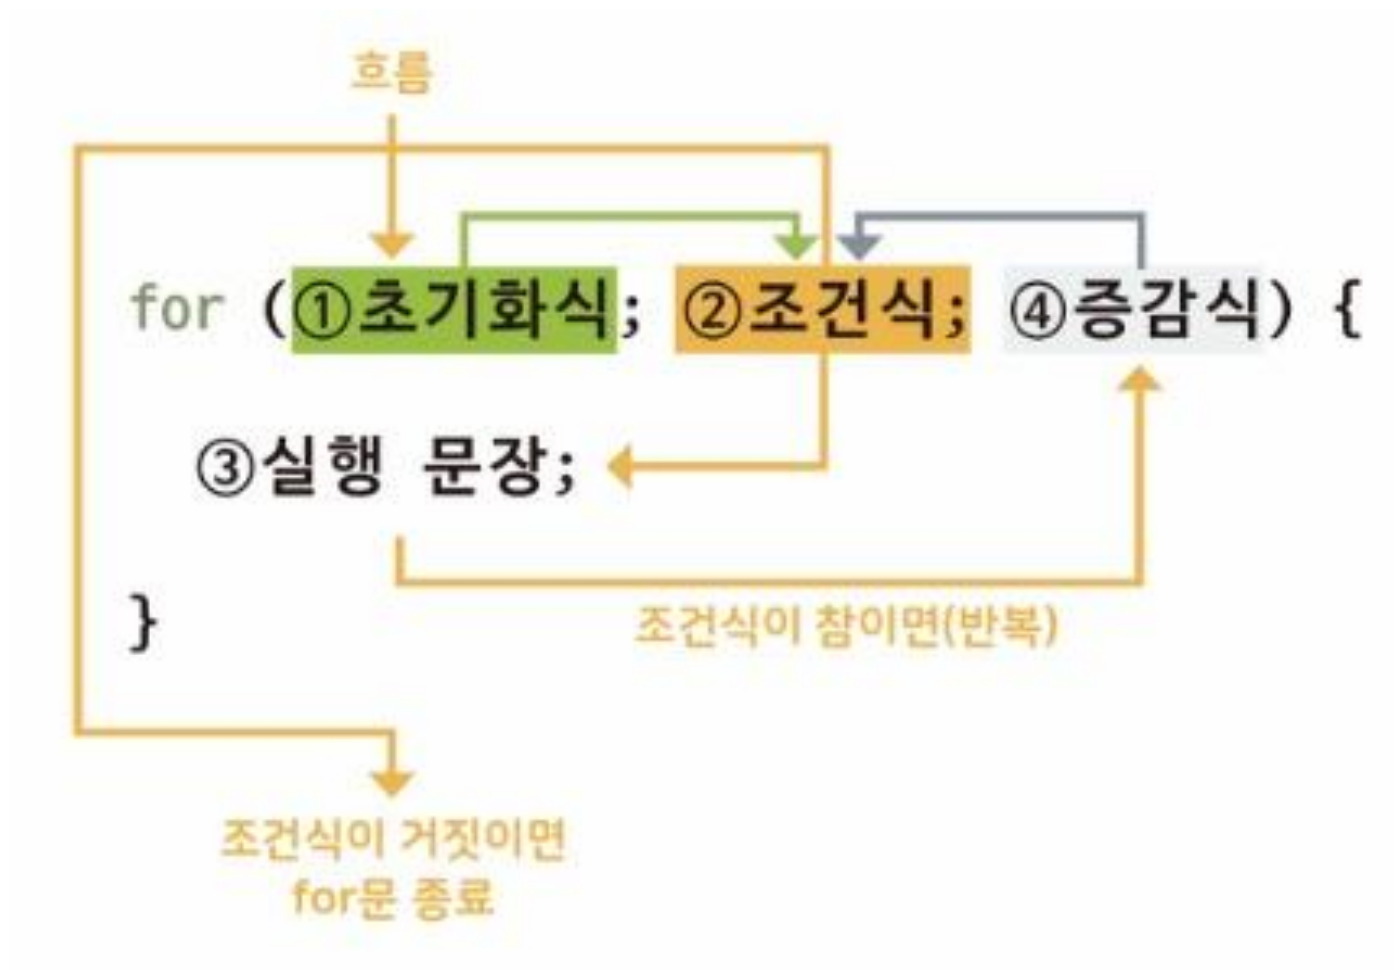 흐름
for (①초기화식; ②조건식; ④증감식) {
③실행 문장;
}
조건식이 참이면(반복)
조건식이 거짓이면
for문 종료